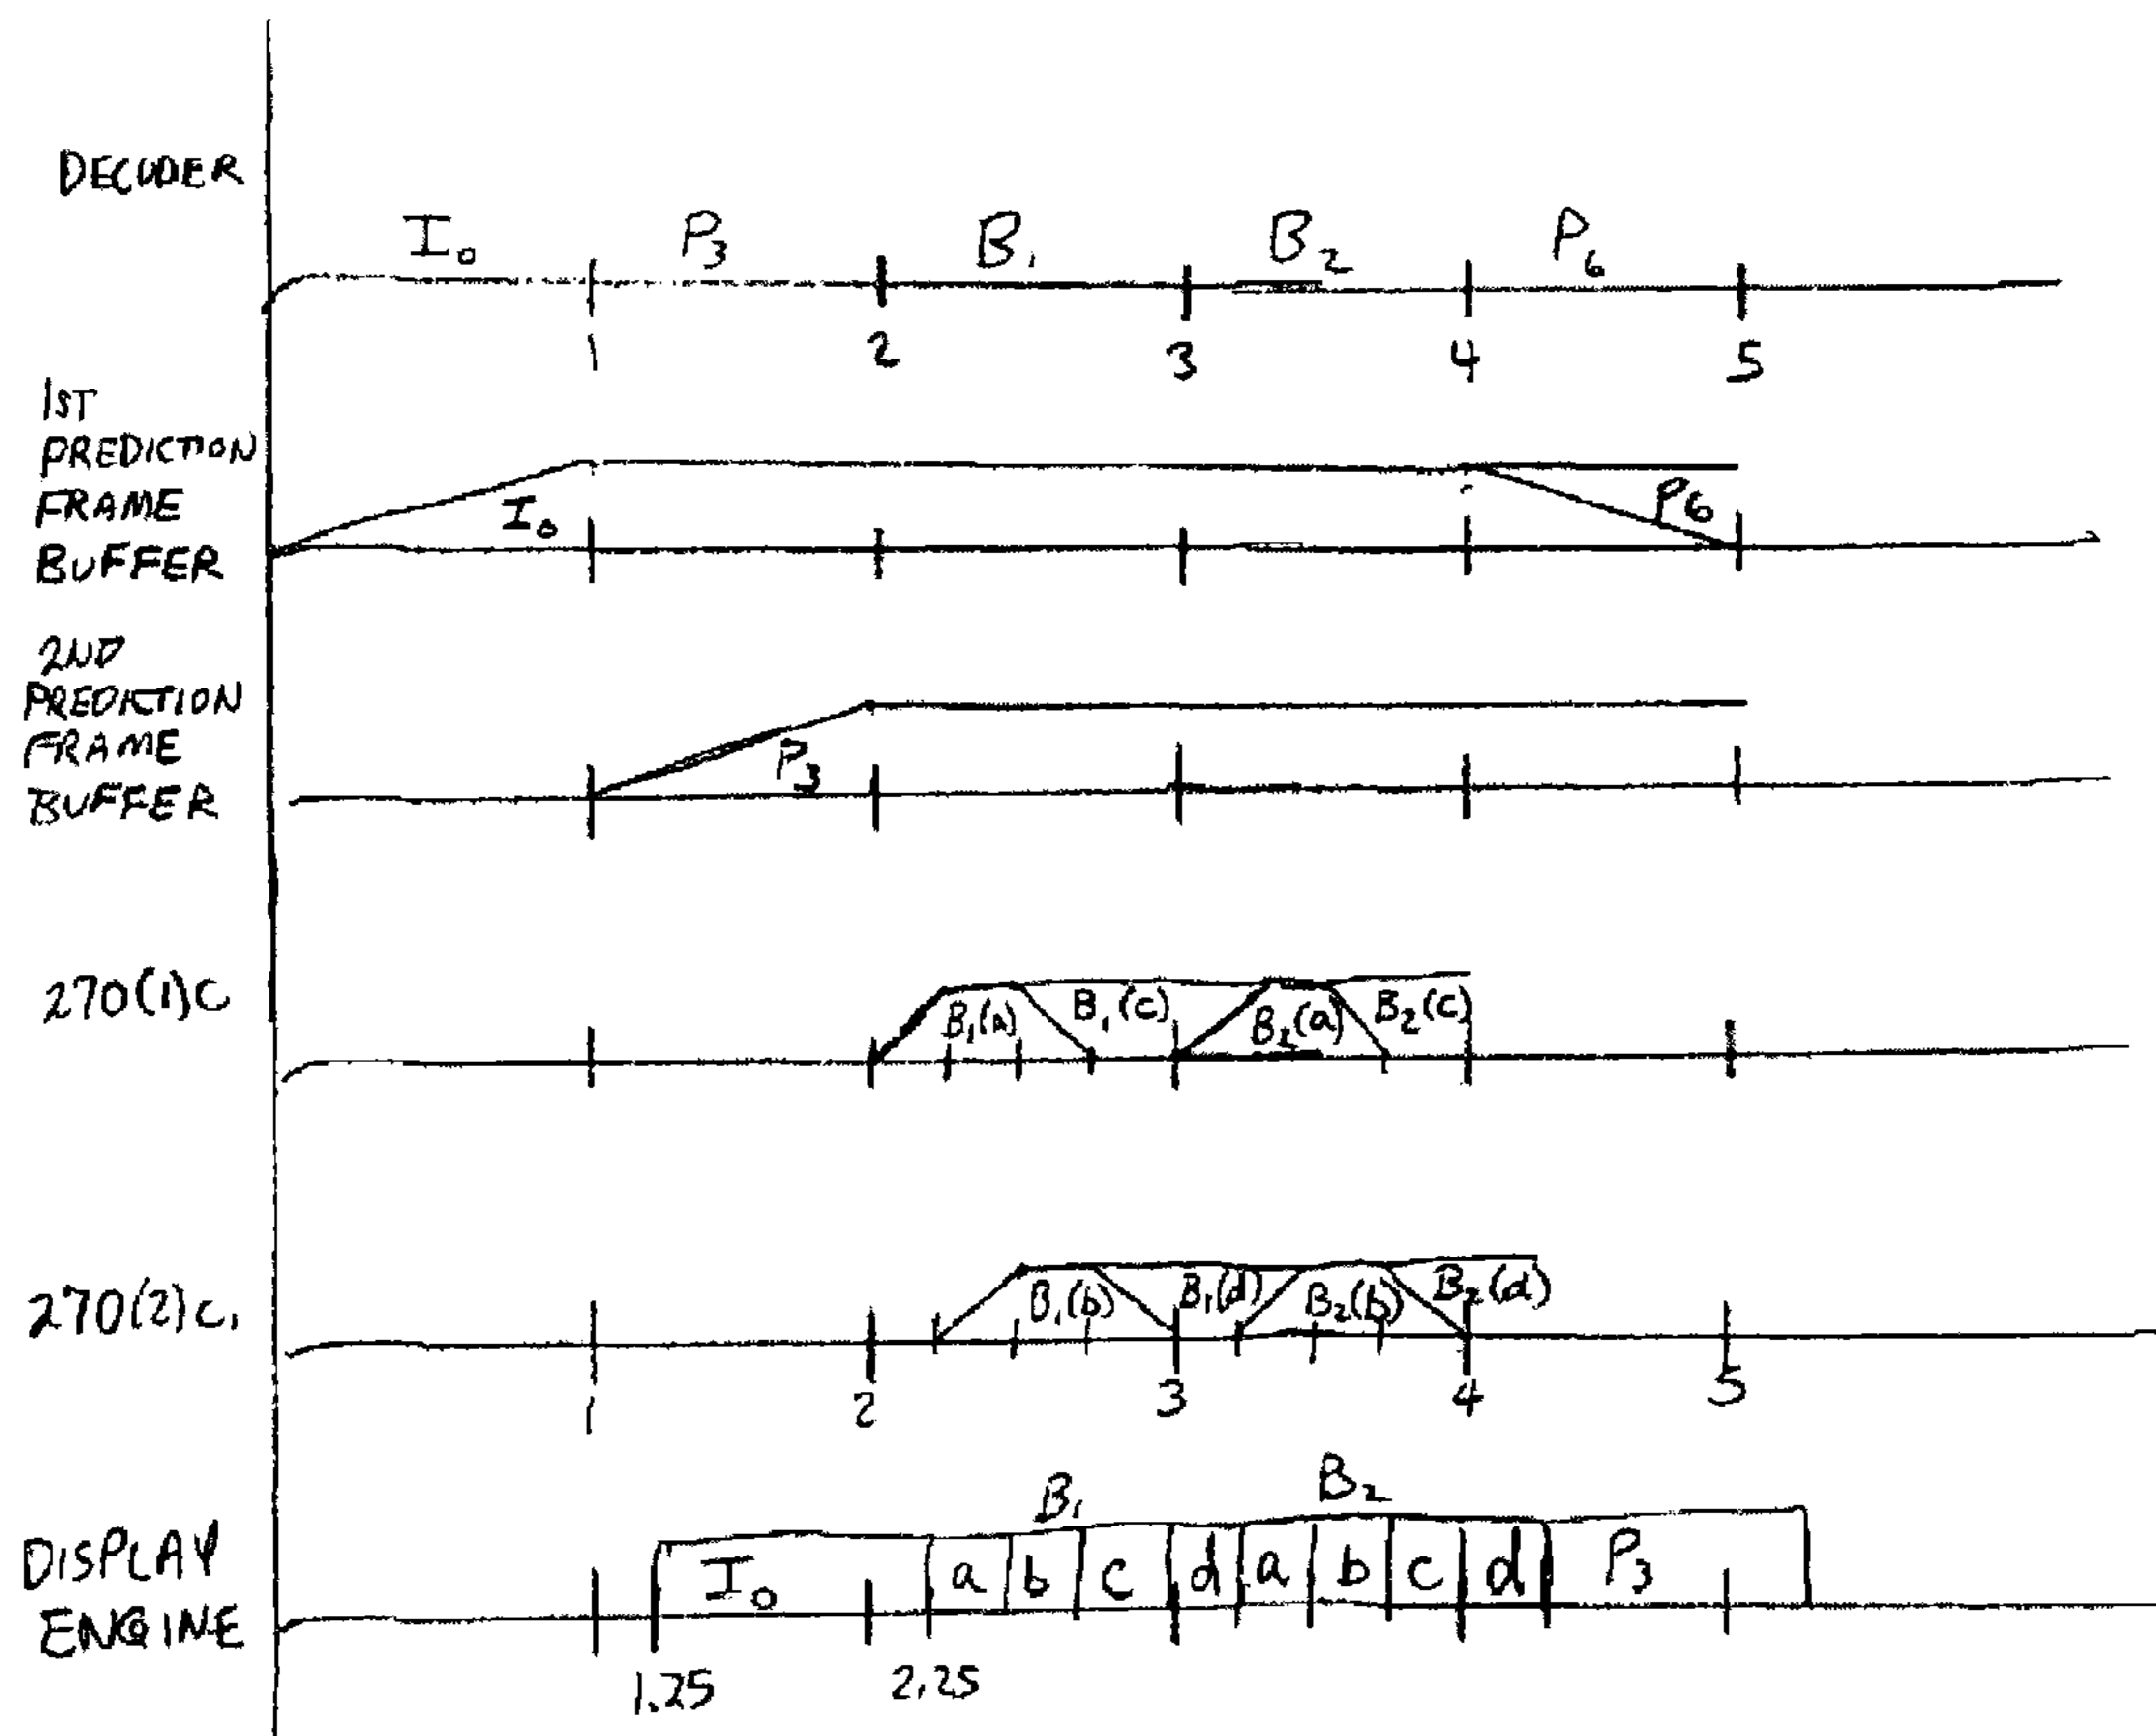 DECODER
I₀ P₃ B₁ B₂ P₆
1 2 3 4 5
1ST
PREDICTION
FRAME
BUFFER
I₀ P6
2ND
PREDICTION
FRAME
BUFFER
P₃
270(1)C
B₁(a) B₁(c) B₂(a) B₂(c)
270(2)C,
B₁(b) B₁(d) B₂(b) B₂(d)
1 2 3 4 5
B₁ B₂
DISPLAY
ENGINE
I₀ a b c d a b c d P₃
1.25 2.25